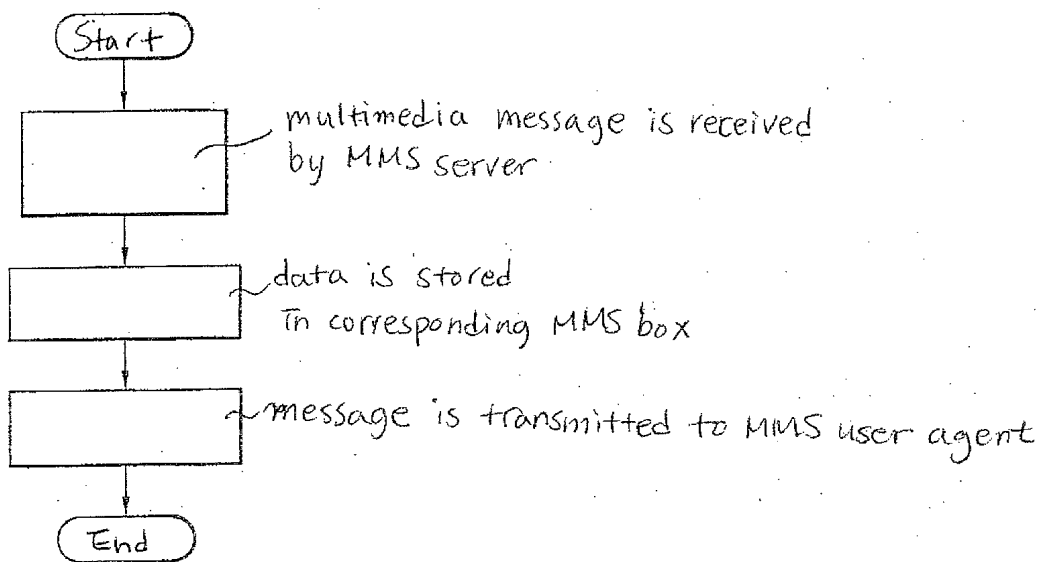 Start
multimedia message is received
by MMS server
data is stored
In corresponding MMS box
message is transmitted to MMS user agent
End